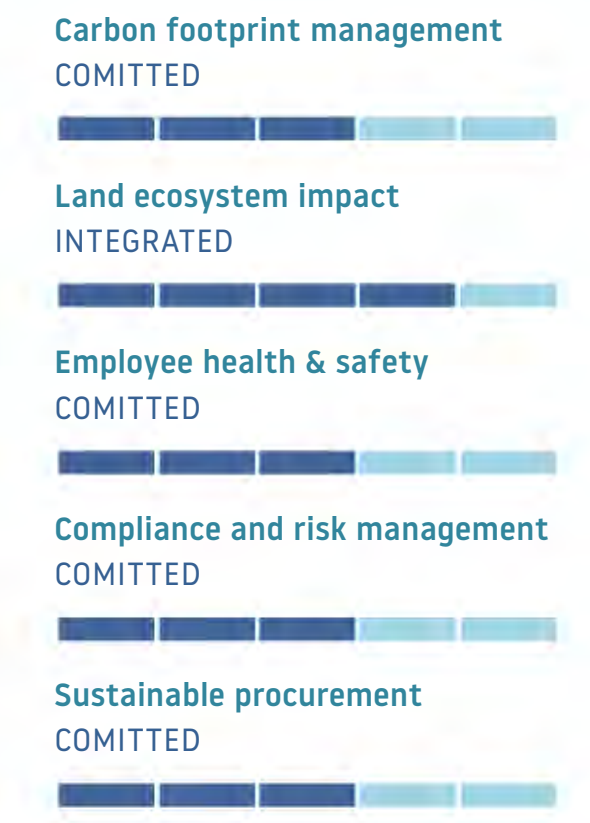 Carbon footprint management
COMITTED
Land ecosystem impact
INTEGRATED
Employee health & safety
COMITTED
Compliance and risk management
COMITTED
Sustainable procurement
COMITTED